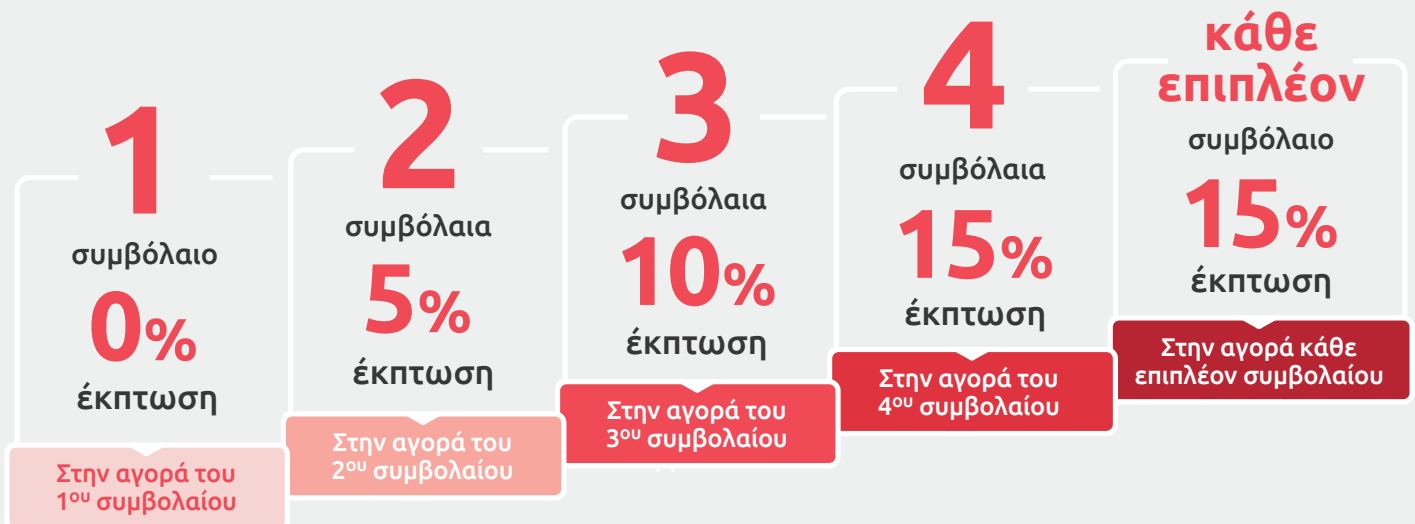 1
συμβόλαιο
0%
έκπτωση
Στην αγορά του
1ου συμβολαίου
2
συμβόλαια
5%
έκπτωση
Στην αγορά του
2ου συμβολαίου
3
συμβόλαια
10%
έκπτωση
Στην αγορά του
3ου συμβολαίου
4
συμβόλαια
15%
έκπτωση
Στην αγορά του
4ου συμβολαίου
κάθε
επιπλέον
συμβόλαιο
15%
έκπτωση
Στην αγορά κάθε
επιπλέον συμβολαίου